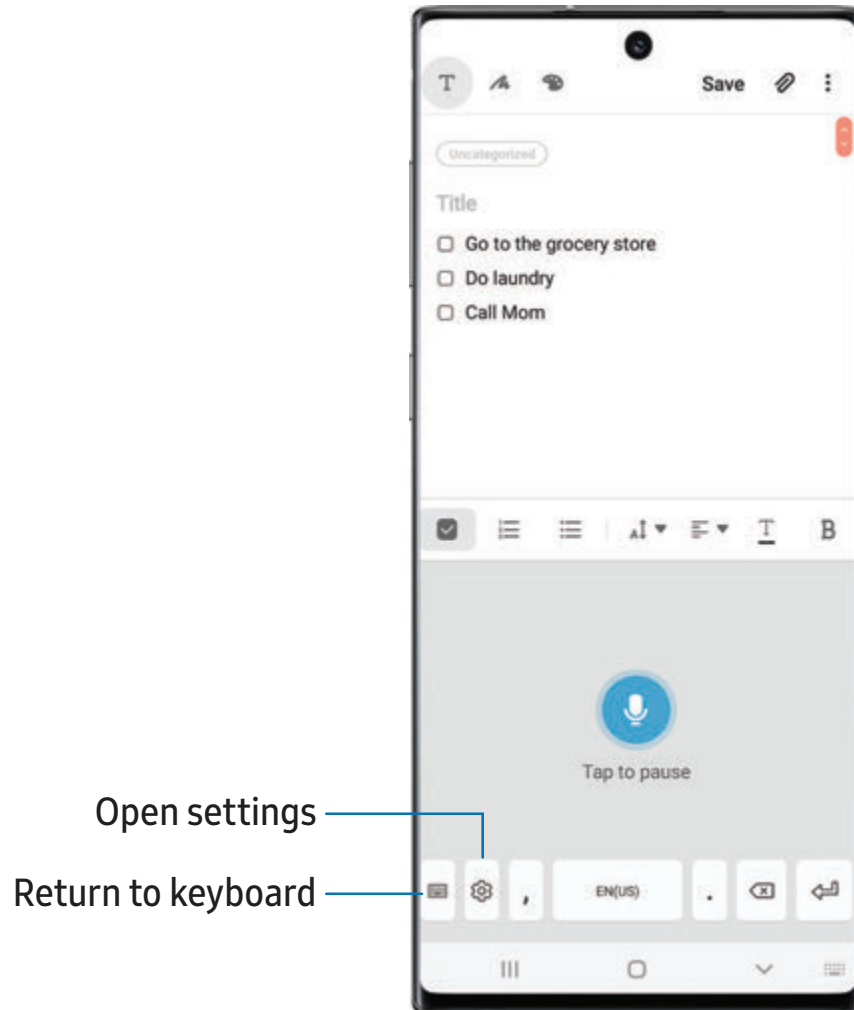 T Save
Uncategorized
Title
Go to the grocery store
Do laundry
Call Mom
A T B
Tap to pause
Open settings
Return to keyboard
, EN(US) .